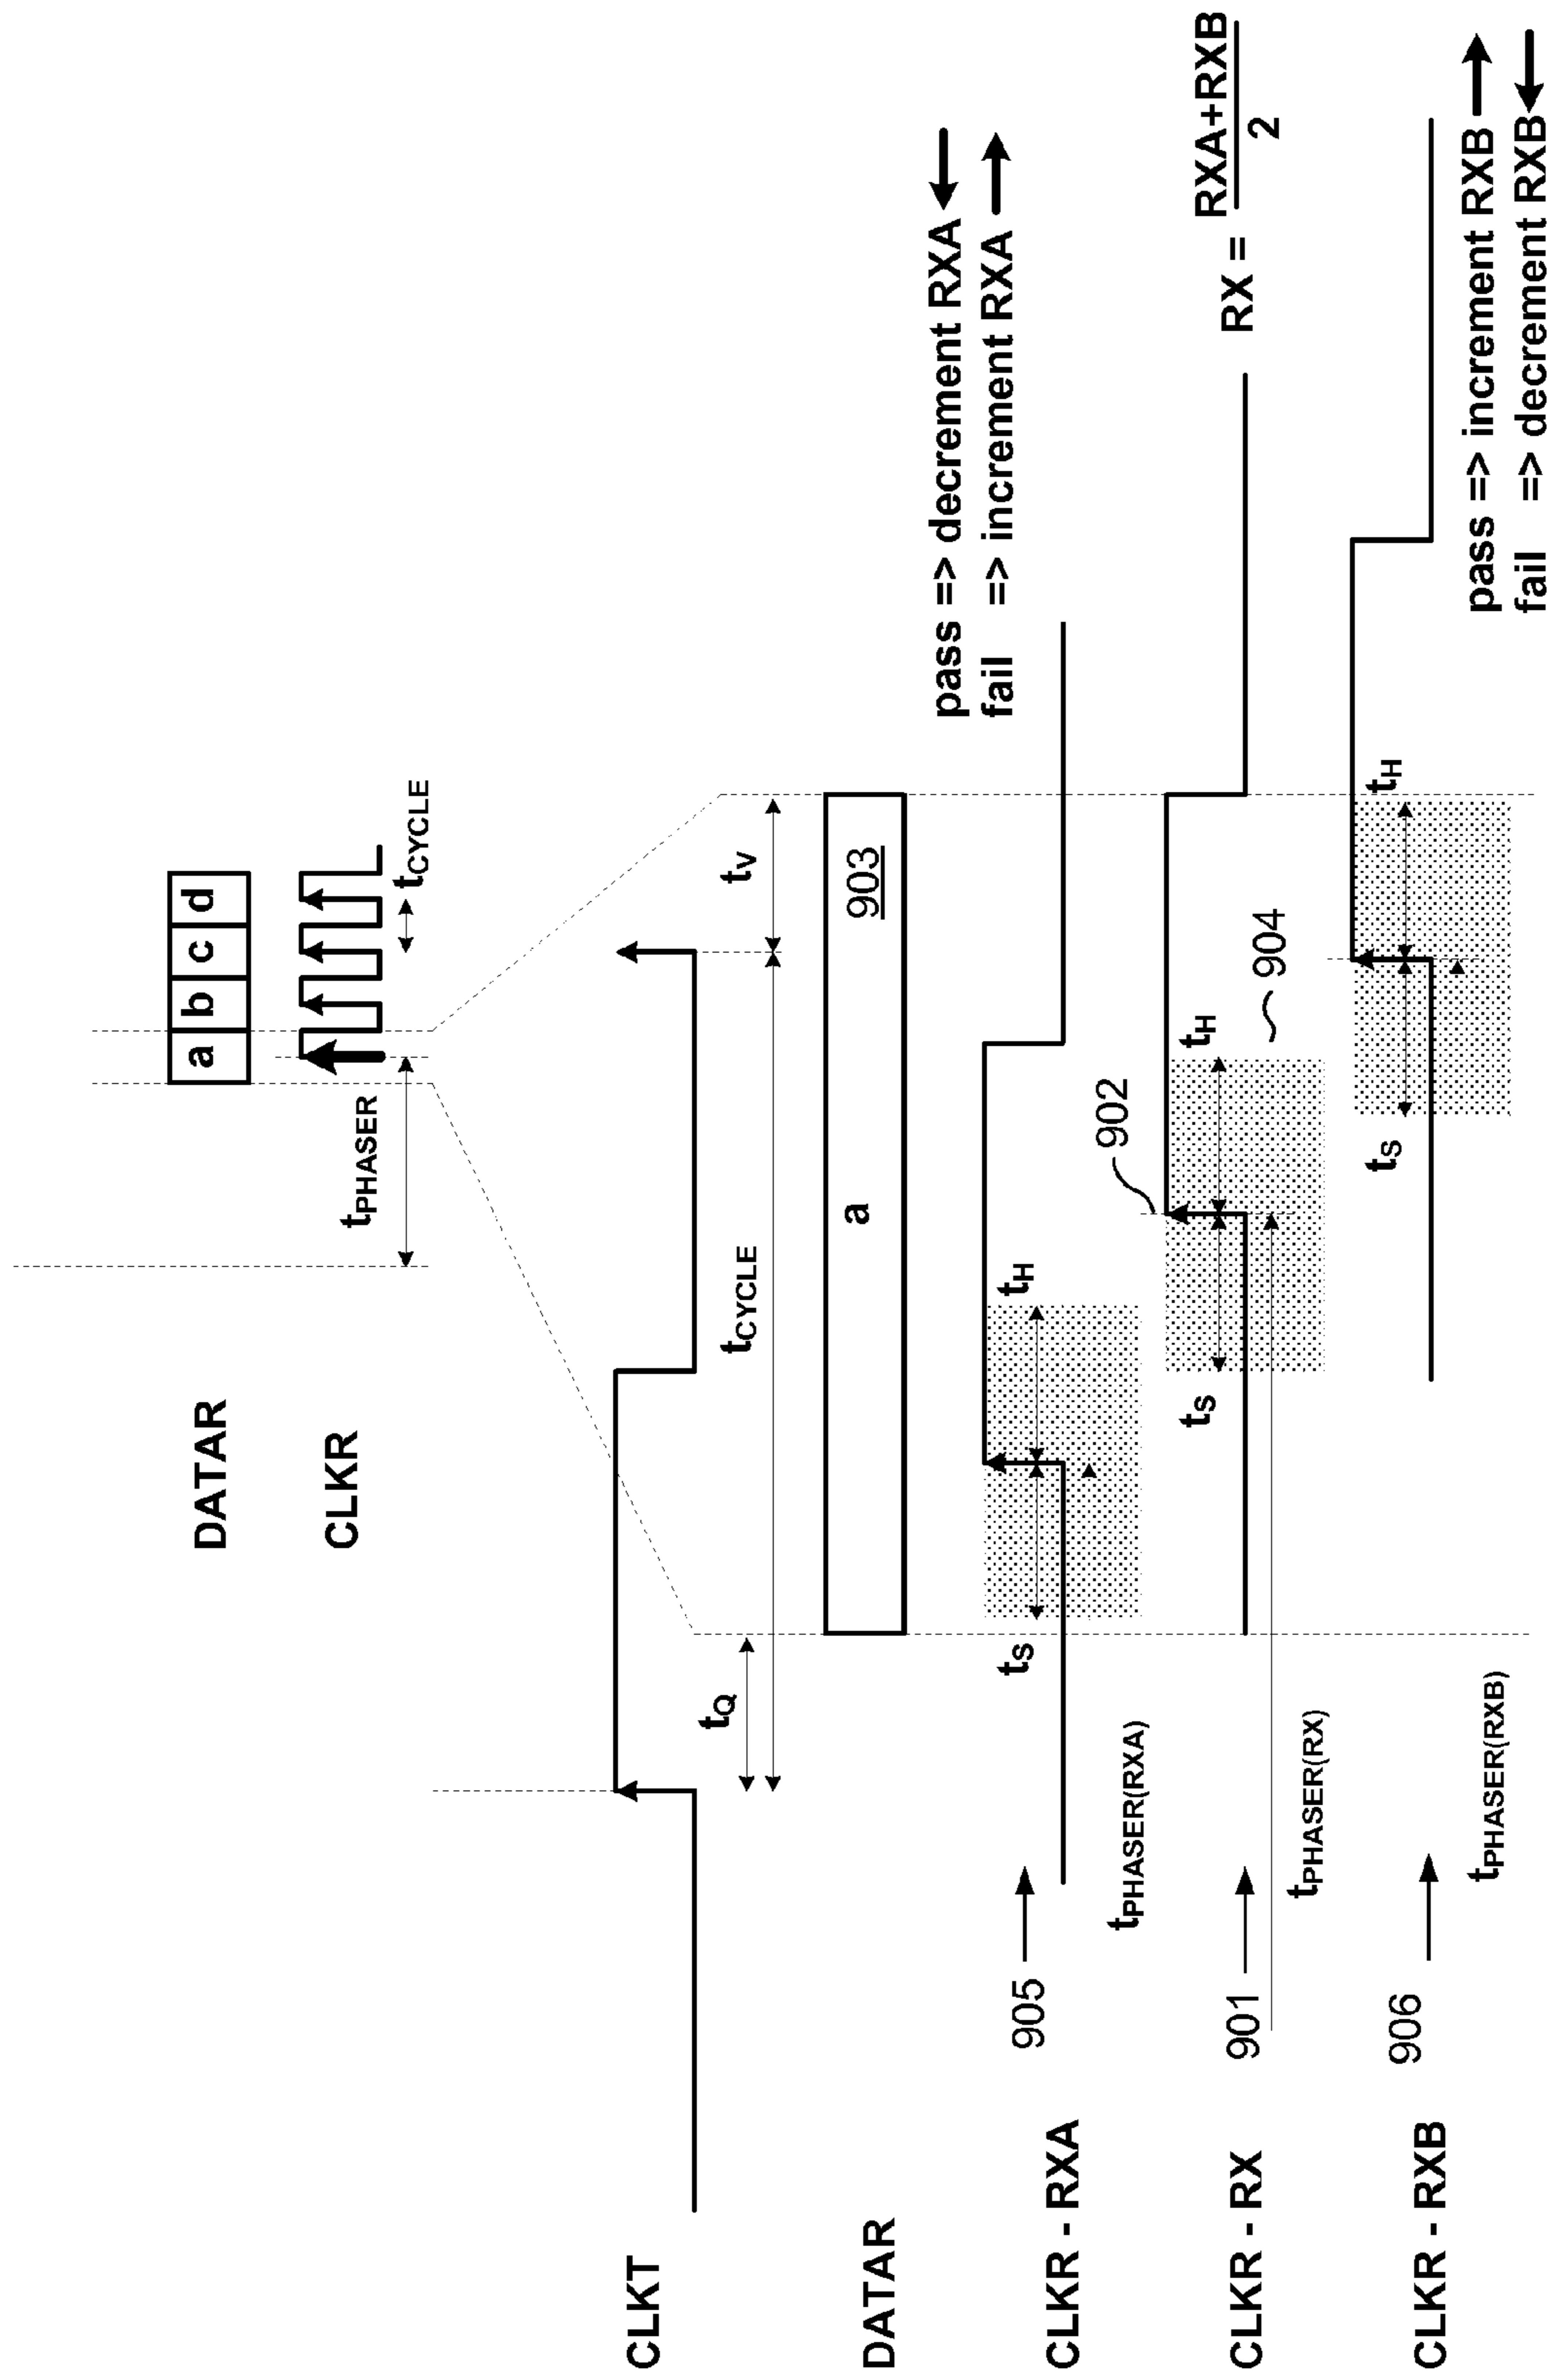 DATAR
a b c d
CLKR
tPHASER
tCYCLE
CLKT
tQ
tCYCLE
tV
DATAR
a
903
CLKR - RXA
905
tPHASER(RXA)
tS
tH
pass => decrement RXA
fail => increment RXA
CLKR - RX
901
tPHASER(RX)
tS
902
tH
904
RX = RXA+RXB
2
CLKR - RXB
906
tPHASER(RXB)
tS
tH
pass => increment RXB
fail => decrement RXB